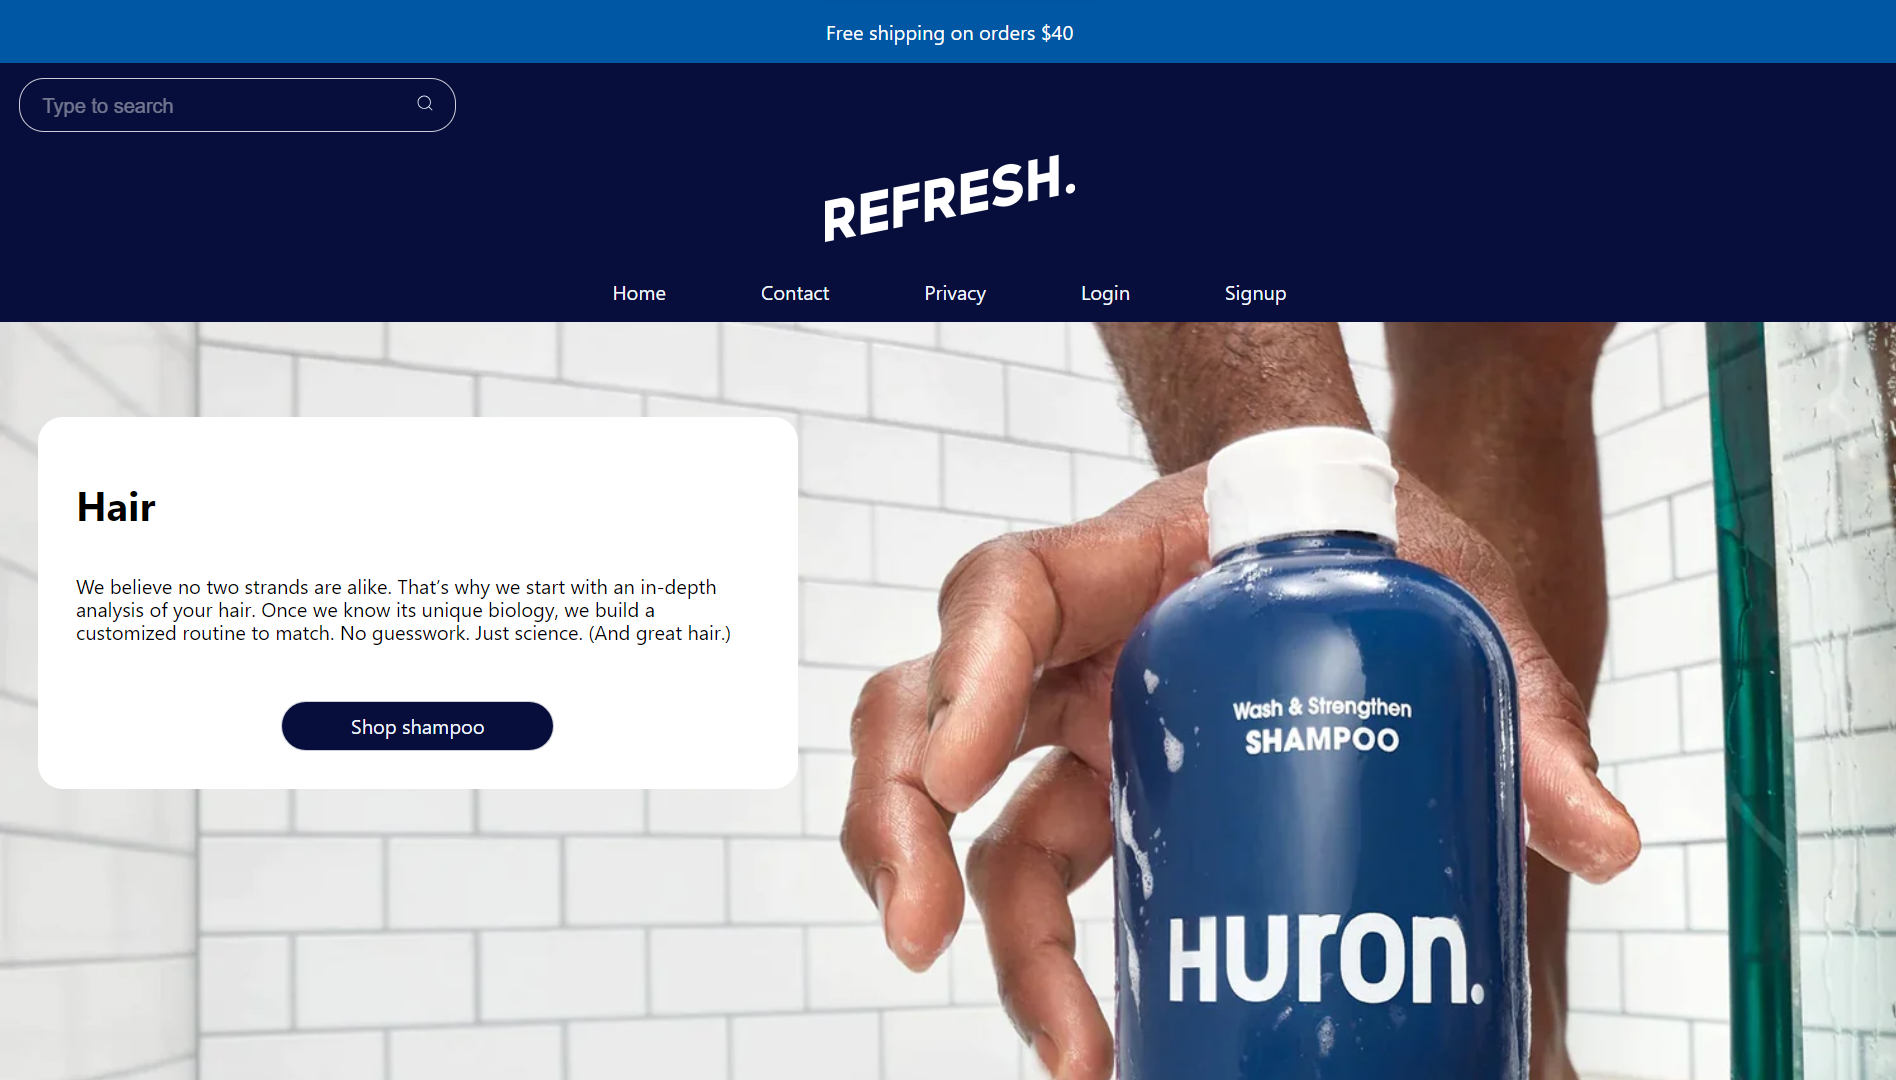 Free shipping on orders $40
Type to search
REFRESH.
Home Contact Privacy Login Signup
Hair
We believe no two strands are alike. That’s why we start with an in-depth
analysis of your hair. Once we know its unique biology, we build a
customized routine to match. No guesswork. Just science. (And great hair.)
Shop shampoo
Wash & Strengthen
SHAMPOO
HUron.